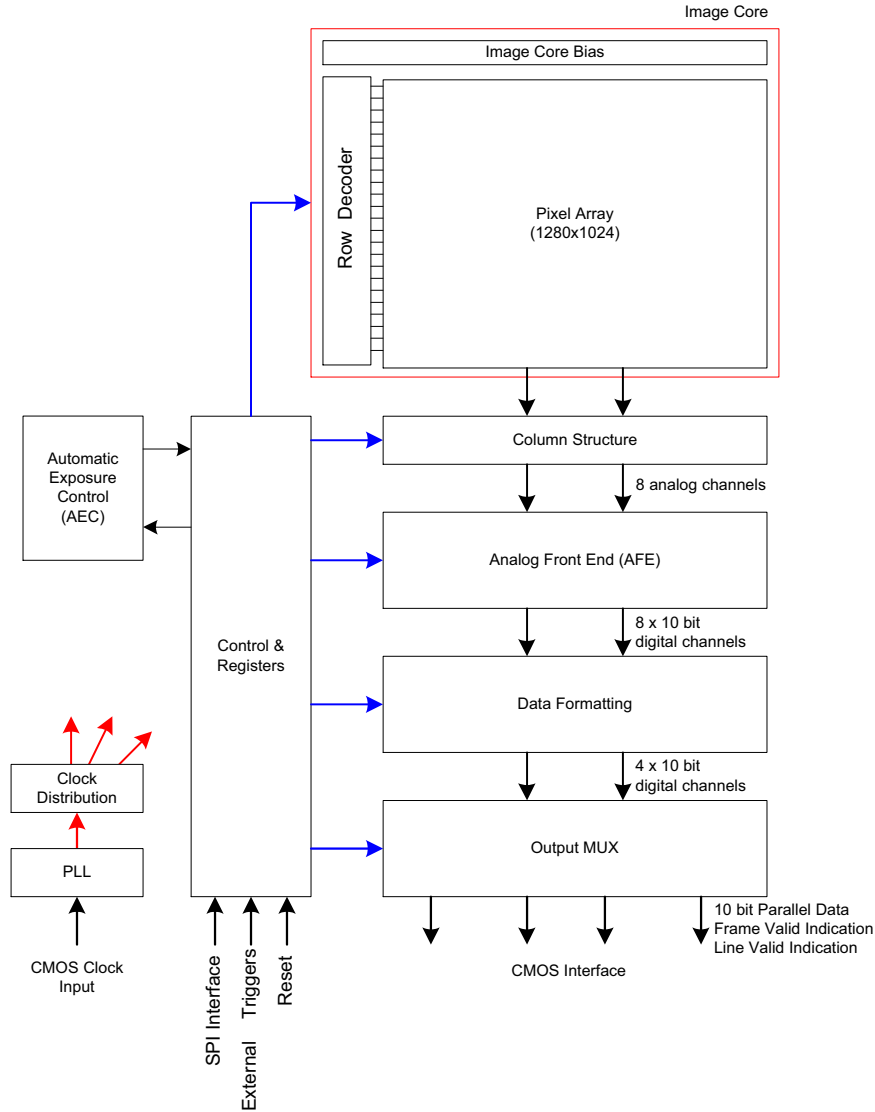 Image Core
Image Core Bias
Row Decoder
Pixel Array
(1280x1024)
Automatic
Exposure
Control
(AEC)
Column Structure
8 analog channels
Analog Front End (AFE)
8 x 10 bit
digital channels
Control &
Registers
Data Formatting
4 x 10 bit
digital channels
Clock
Distribution
Output MUX
PLL
10 bit Parallel Data
Frame Valid Indication
Line Valid Indication
CMOS Clock
Input
SPI Interface
External Triggers
Reset
CMOS Interface